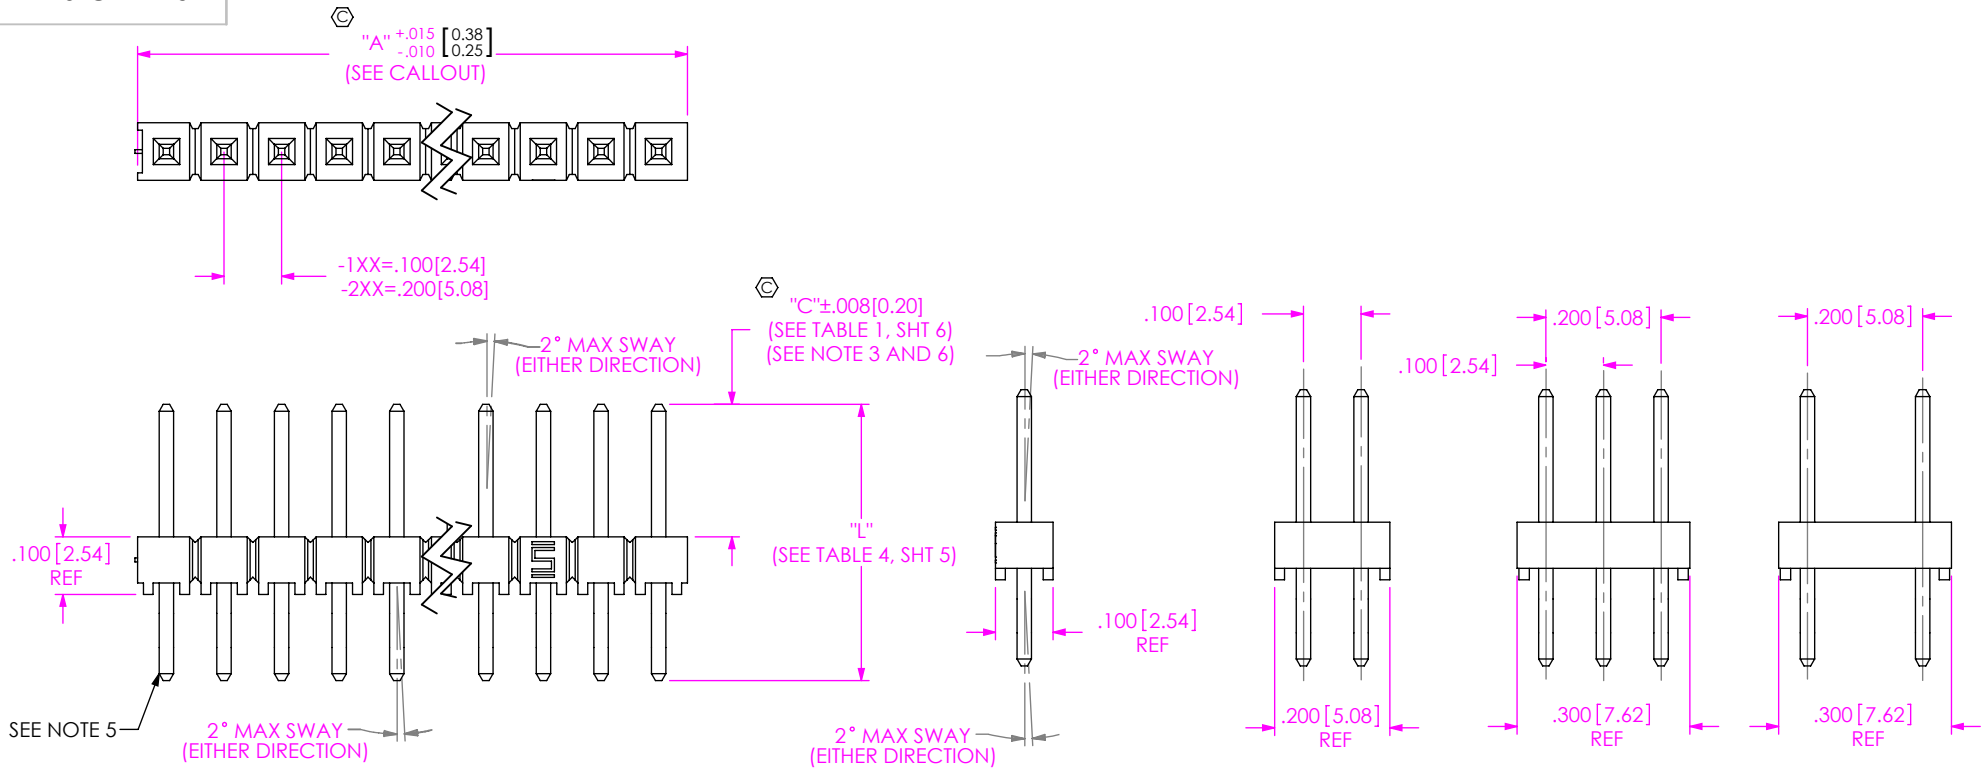 C
"A" +.015 [0.38]
-.010 [0.25]
(SEE CALLOUT)
-1XX=.100[2.54]
-2XX=.200[5.08]
C
"C"±.008[0.20]
(SEE TABLE 1, SHT 6)
(SEE NOTE 3 AND 6)
2° MAX SWAY
(EITHER DIRECTION)
2° MAX SWAY
(EITHER DIRECTION)
.100[2.54]
.200[5.08]
.100[2.54]
.200[5.08]
.100[2.54]
REF
"L"
(SEE TABLE 4, SHT 5)
.100[2.54]
REF
SEE NOTE 5
2° MAX SWAY
(EITHER DIRECTION)
2° MAX SWAY
(EITHER DIRECTION)
.200[5.08]
REF
.300[7.62]
REF
.300[7.62]
REF